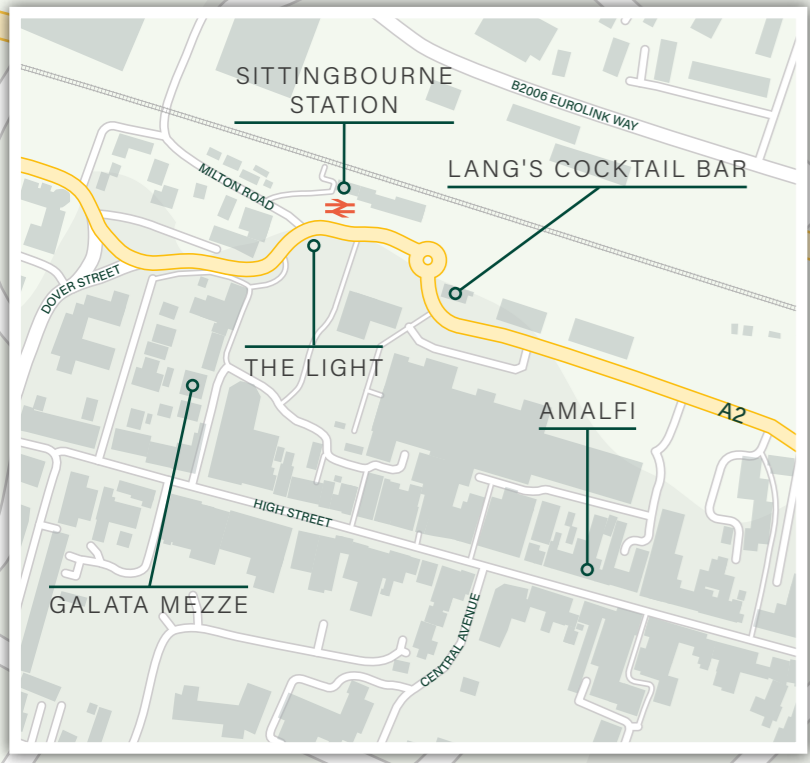 SITTINGBOURNE
STATION
B2006 EUROLINK WAY
LANG'S COCKTAIL BAR
MILTON ROAD
DOVER STREET
THE LIGHT
AMALFI
A2
HIGH STREET
GALATA MEZZE
CENTRAL AVENUE